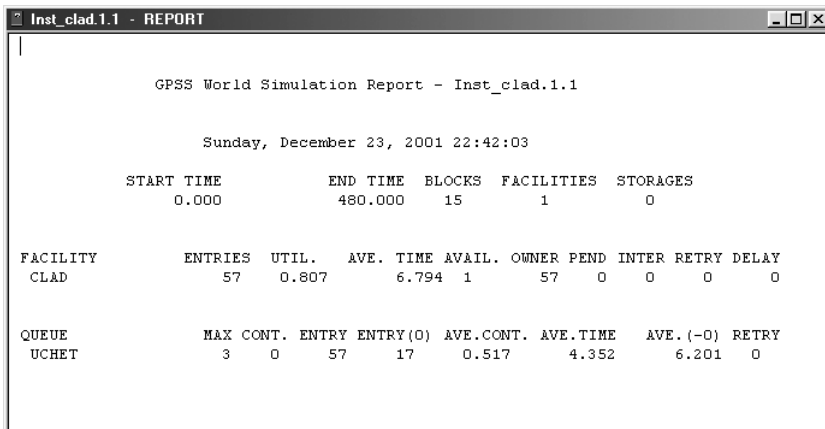 Inst_clad.1.1 - REPORT
GPSS World Simulation Report - Inst_clad.1.1
Sunday, December 23, 2001 22:42:03
START TIME END TIME BLOCKS FACILITIES STORAGES
0.000 480.000 15 1 0
FACILITY ENTRIES UTIL. AVE. TIME AVAIL. OWNER PEND INTER RETRY DELAY
CLAD 57 0.807 6.794 1 57 0 0 0 0
QUEUE MAX CONT. ENTRY ENTRY(0) AVE.CONT. AVE.TIME AVE.(-0) RETRY
UCHET 3 0 57 17 0.517 4.352 6.201 0